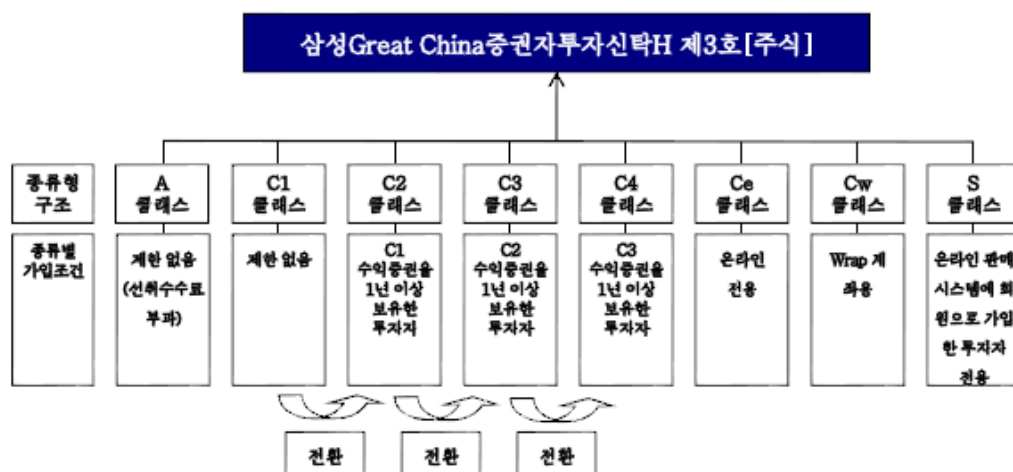 삼성Great China증권자투자신탁H 제3호[주식]
종류형
구조
A
클래스
C1
클래스
C2
클래스
C3
클래스
C4
클래스
Ce
클래스
Cw
클래스
S
클래스
종류별
가입조건
제한 없음
(선취수수료
부과)
제한 없음
C1
수익증권을
1년 이상
보유한
투자자
C2
수익증권을
1년 이상
보유한
투자자
C3
수익증권을
1년 이상
보유한
투자자
온라인
전용
Wrap 계
좌용
온라인 판매
시스템에 회
원으로 가입
한 투자자
전용
전환
전환
전환